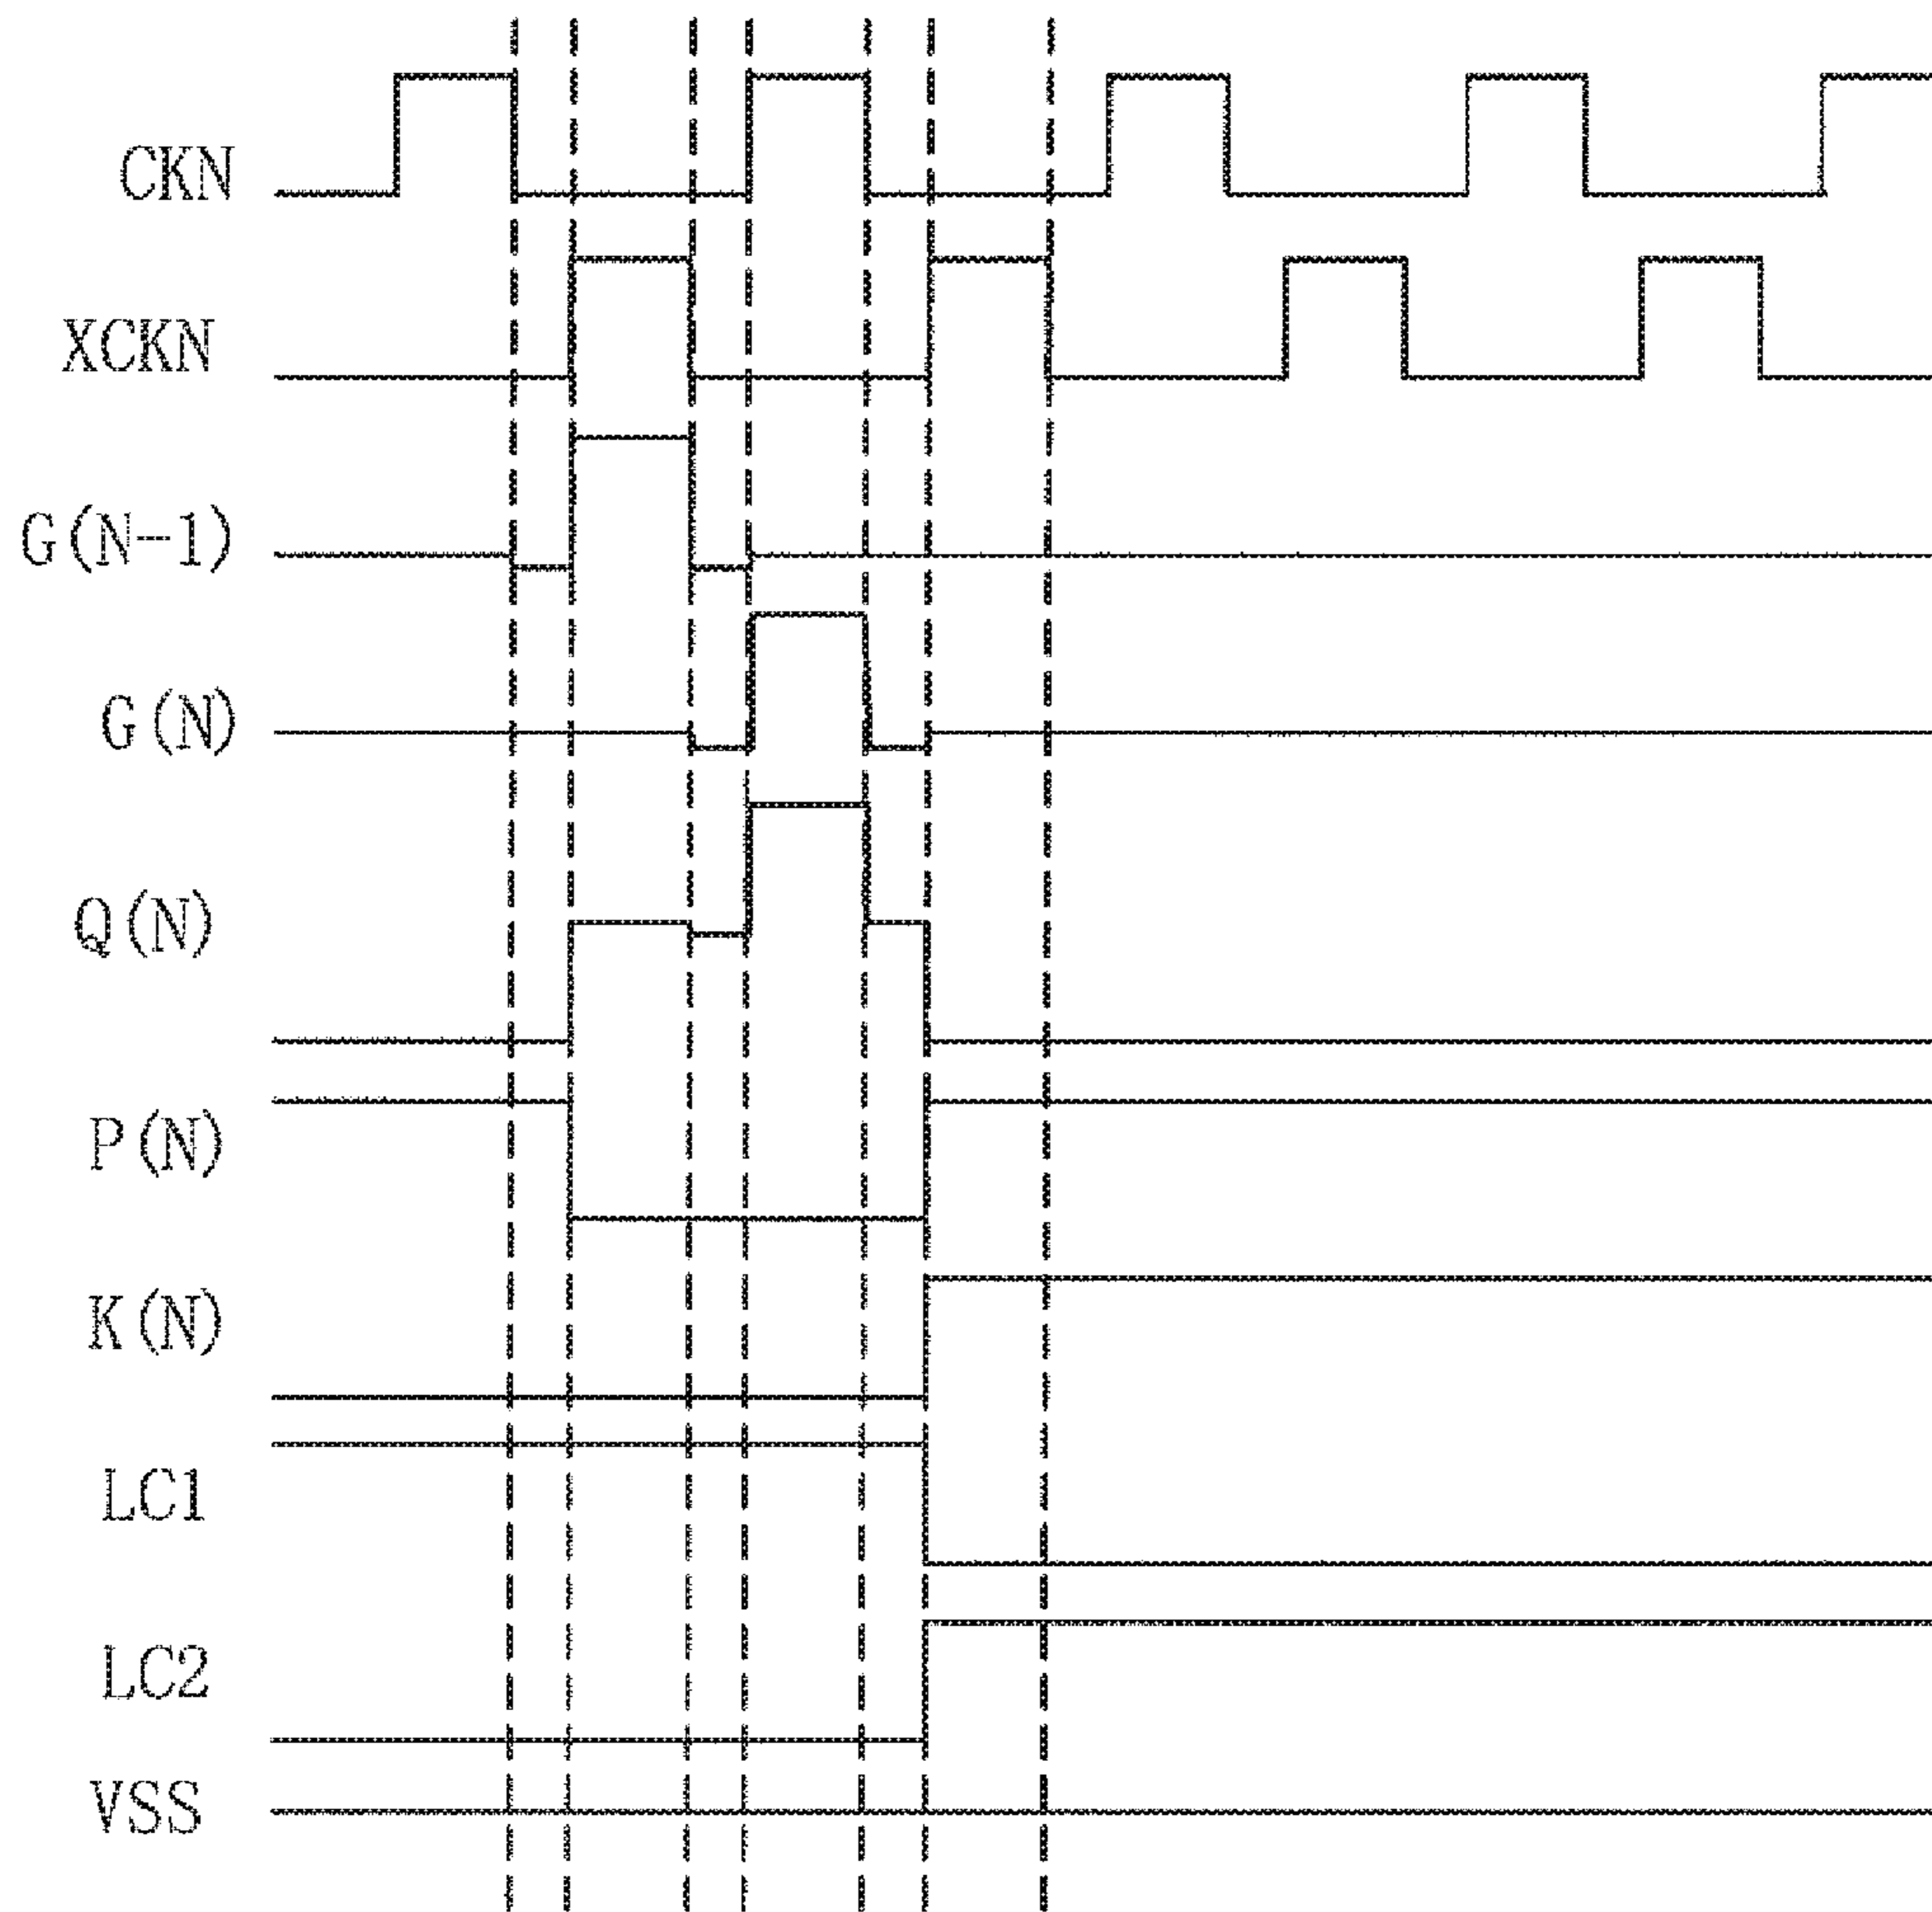 CKN
XCKN
G(N-1)
G(N)
Q(N)
P(N)
K(N)
LC1
LC2
VSS